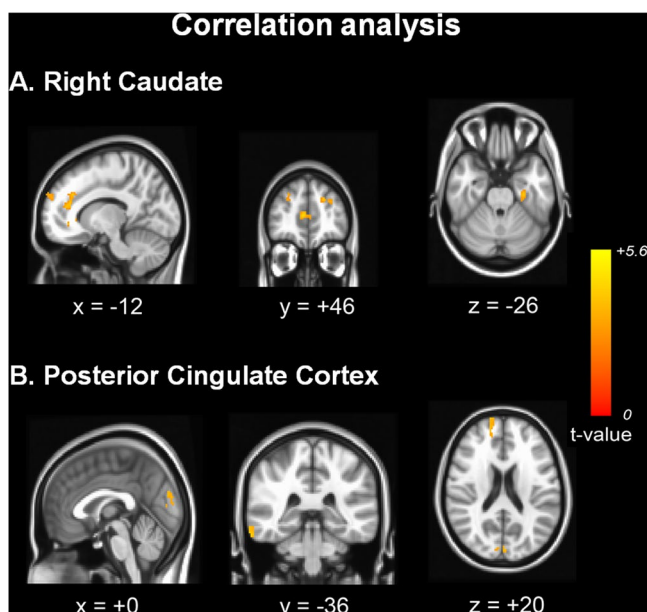 Correlation analysis
A. Right Caudate
x = -12
y = +46
z = -26
+5.6
0
t-value
B. Posterior Cingulate Cortex
x = +0
y = -36
z = +20